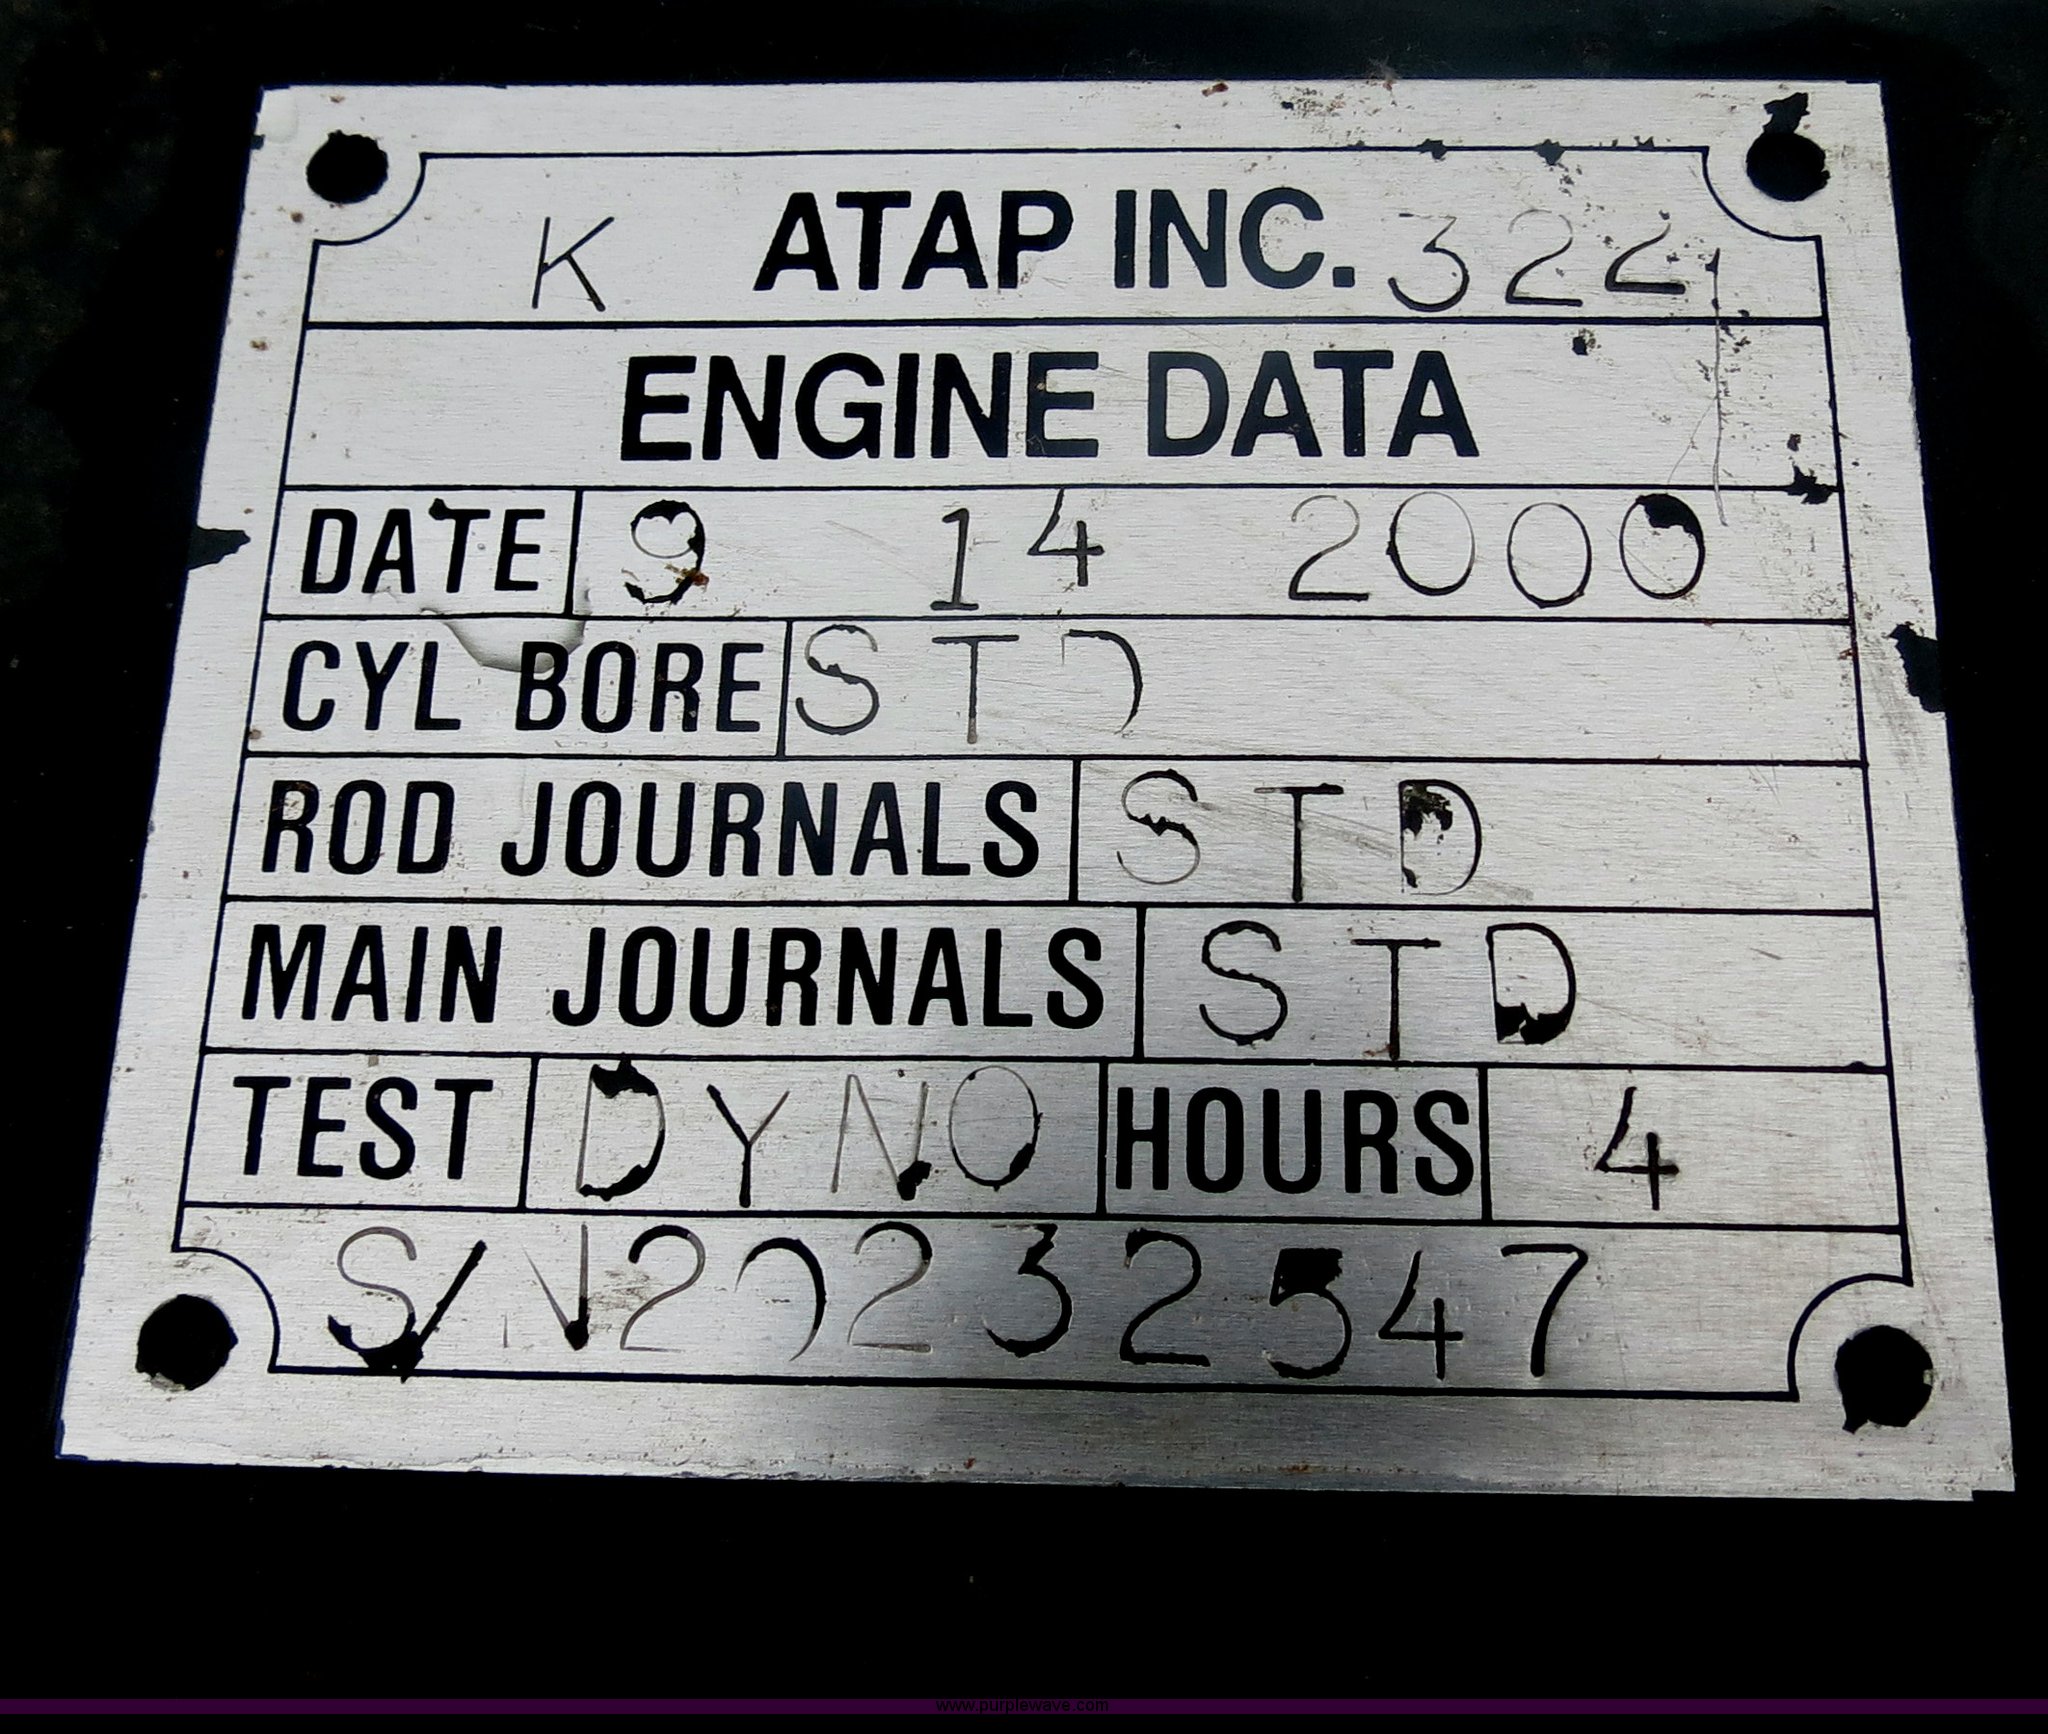 K ATAP INC. 322
ENGINE DATA
DATE 9 14 2000
CYL BORE STD
ROD JOURNALS STD
MAIN JOURNALS STD
TEST DYNO HOURS 4
S/N 20232547
www.purplewave.com